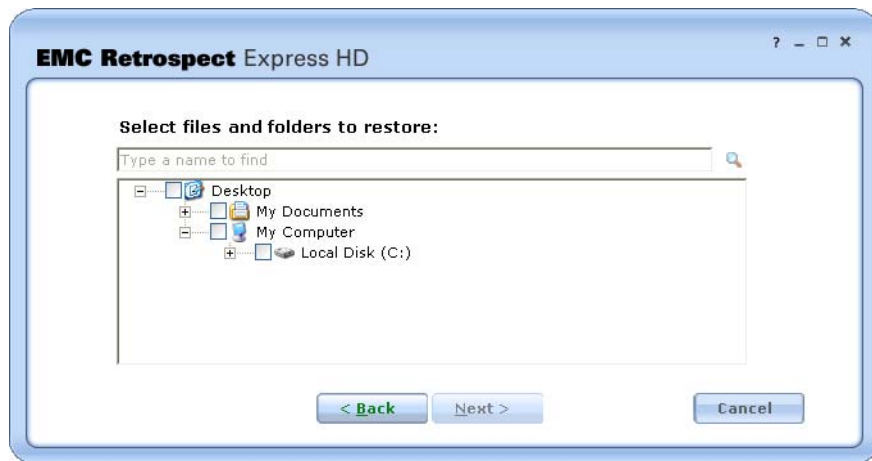 EMC Retrospect Express HD
?
Select files and folders to restore:
Type a name to find
Desktop
My Documents
My Computer
Local Disk (C:)
< Back
Next >
Cancel